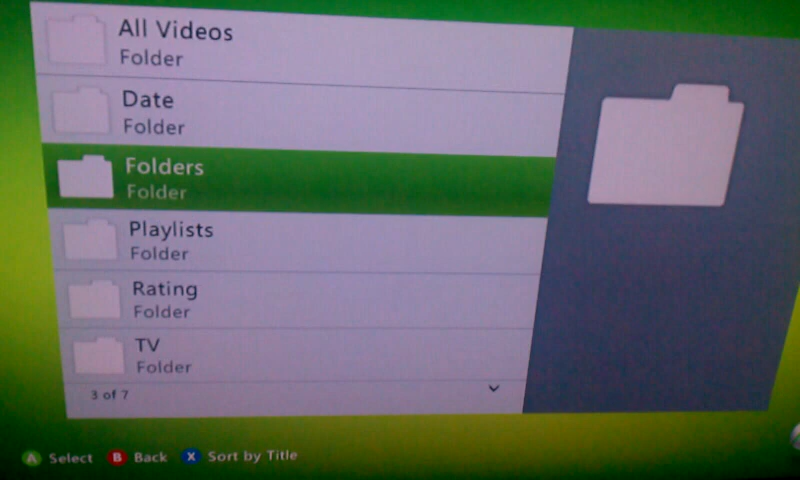 All Videos
Folder
Date
Folder
Folders
Folder
Playlists
Folder
Rating
Folder
TV
Folder
3 of 7
A Select B Back X Sort by Title